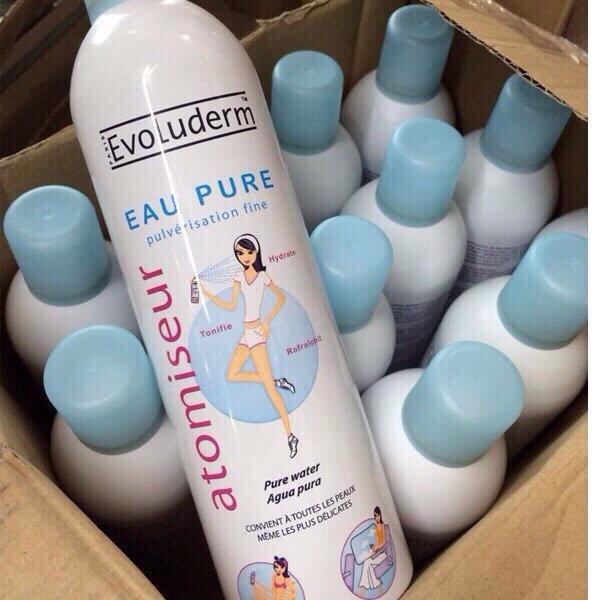 PARIS
EVOLUDERM™
EAU PURE
pulvérisation fine
atomiseur
Hydrate
Tonifie
Rafraîchit
Pure water
Agua pura
CONVIENT À TOUTES LES PEAUX
MÊME LES PLUS DÉLICATES